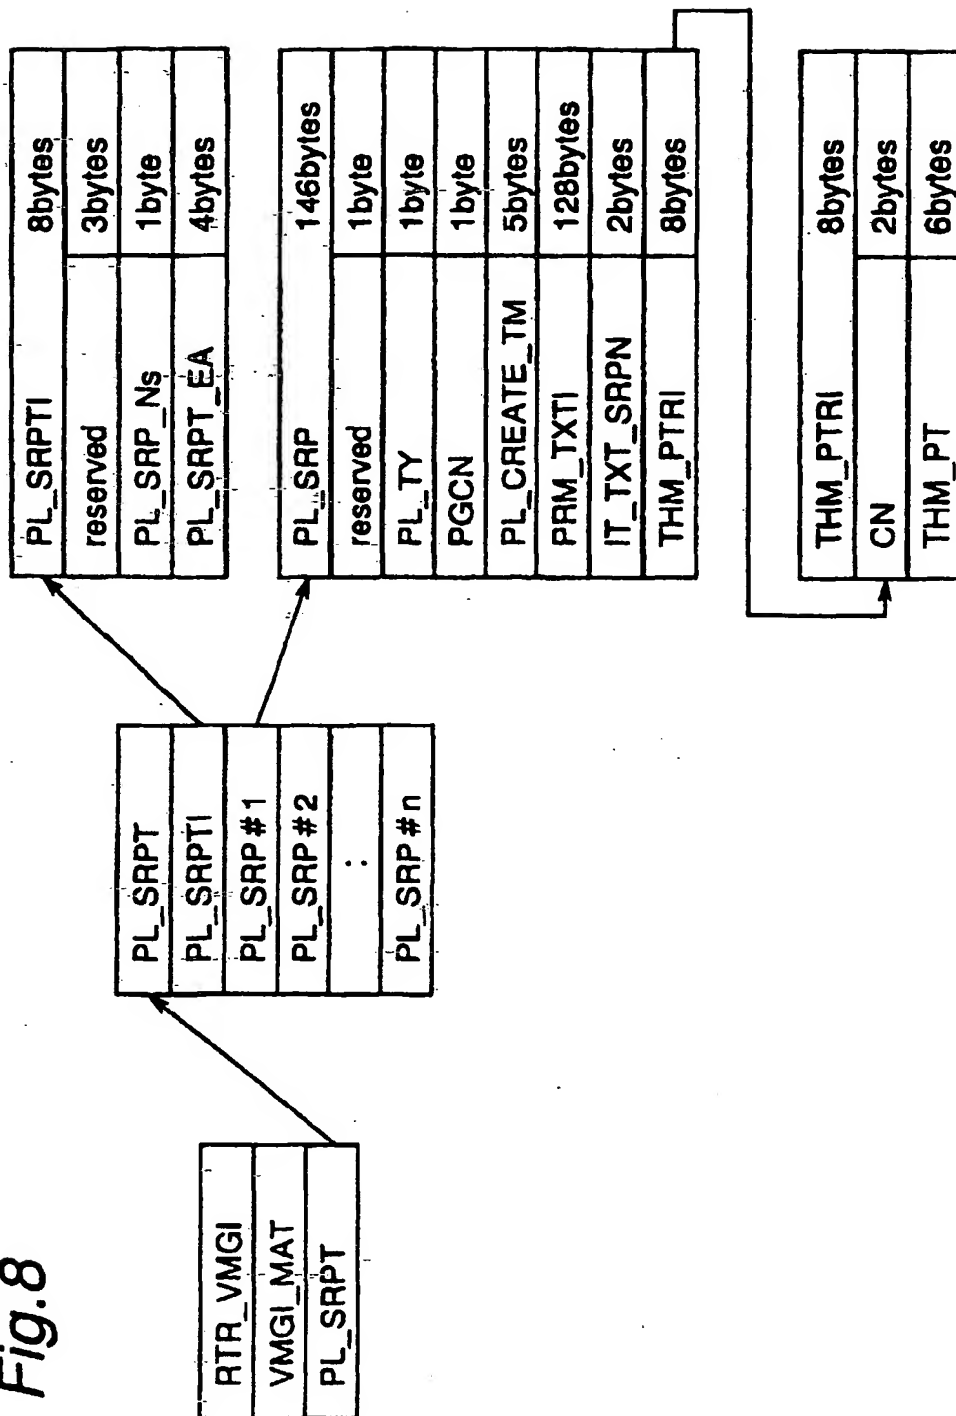 Fig.8
RTR_VMGI
VMGI_MAT
PL_SRPT
PL_SRPT
PL_SRPTI
PL_SRP#1
PL_SRP#2
:
PL_SRP#n
PL_SRPTI 8bytes
reserved 3bytes
PL_SRP_Ns 1byte
PL_SRPT_EA 4bytes
PL_SRP 146bytes
reserved 1byte
PL_TY 1byte
PGCN 1byte
PL_CREATE_TM 5bytes
PRM_TXTI 128bytes
IT_TXT_SRPN 2bytes
THM_PTRI 8bytes
THM_PTRI 8bytes
CN 2bytes
THM_PT 6bytes